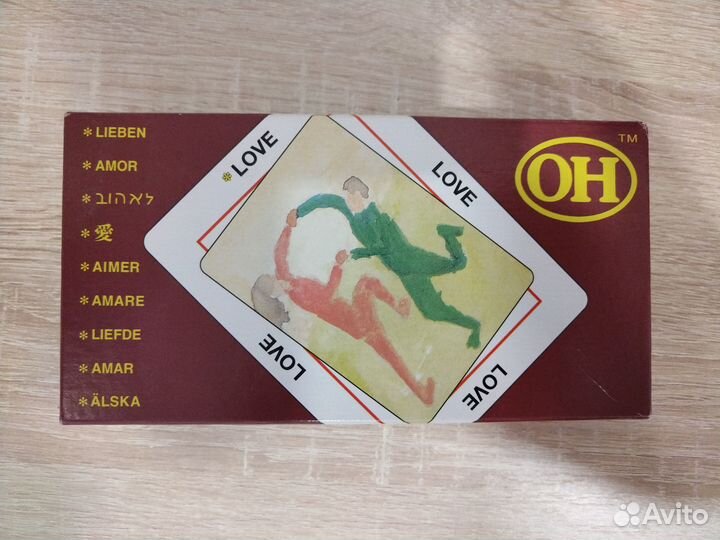 * LIEBEN
* AMOR
* לאהוב
* 愛
* AIMER
* AMARE
* LIEFDE
* AMAR
* ÄLSKA
* LOVE
LOVE
LOVE
LOVE
OH
TM
Avito